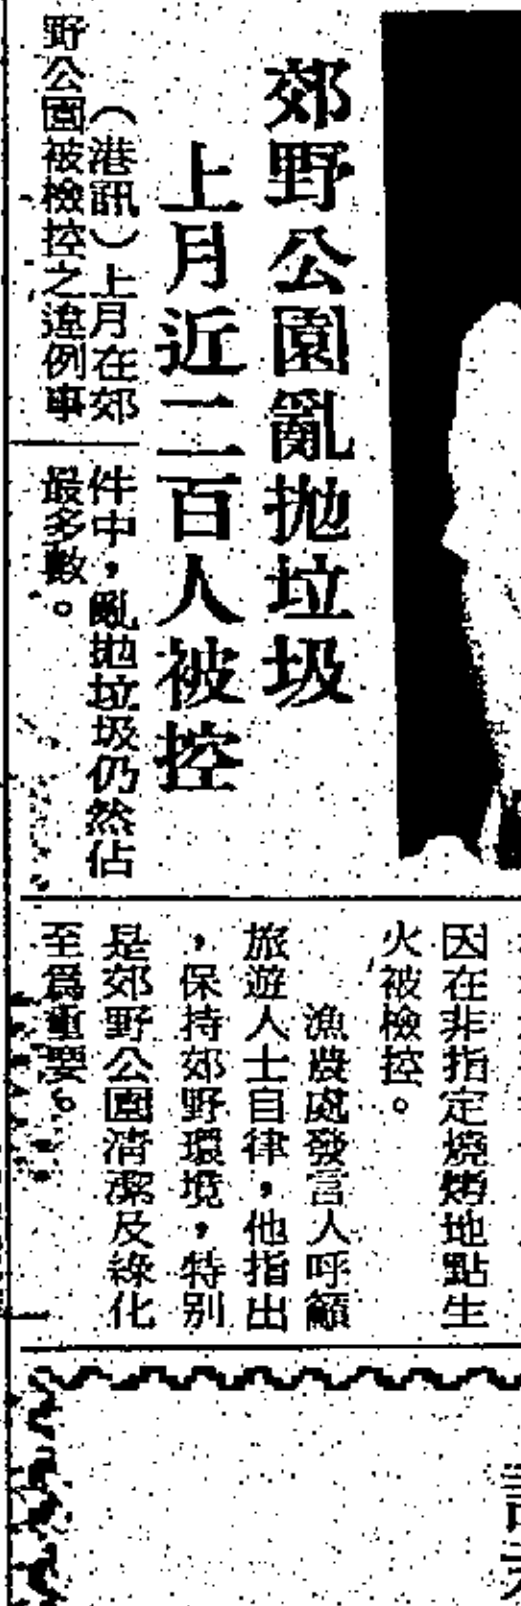 郊野公園亂拋垃圾
上月近二百人被控
（港訊）上月在郊
野公園被檢控之違例事
件中，亂拋垃圾仍然佔
最多數。
因在非指定燒烤地點生
火被檢控。
漁農處發言人呼籲
旅遊人士自律，他指出
，保持郊野環境，特別
是郊野公園清潔及綠化
至爲重要。